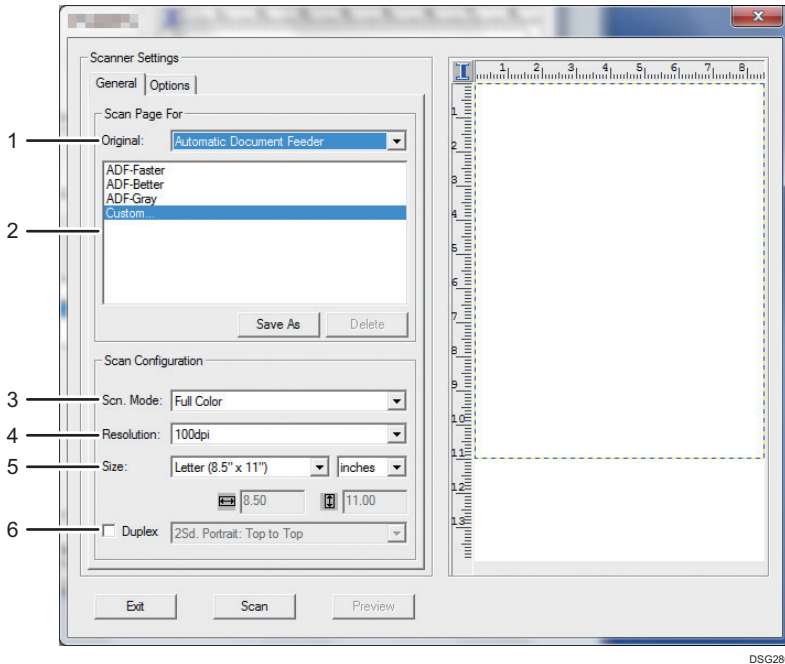 Scanner Settings
General Options
Scan Page For
1 Original: Automatic Document Feeder
ADF-Faster
ADF-Better
ADF-Gray
Custom...
2
Save As Delete
Scan Configuration
3 Scn. Mode: Full Color
4 Resolution: 100dpi
5 Size: Letter (8.5" x 11") inches
8.50 11.00
6 Duplex 2Sd. Portrait: Top to Top
Exit Scan Preview
1 2 3 4 5 6 7 8
1
2
3
4
5
6
7
8
9
10
11
12
13
DSG28